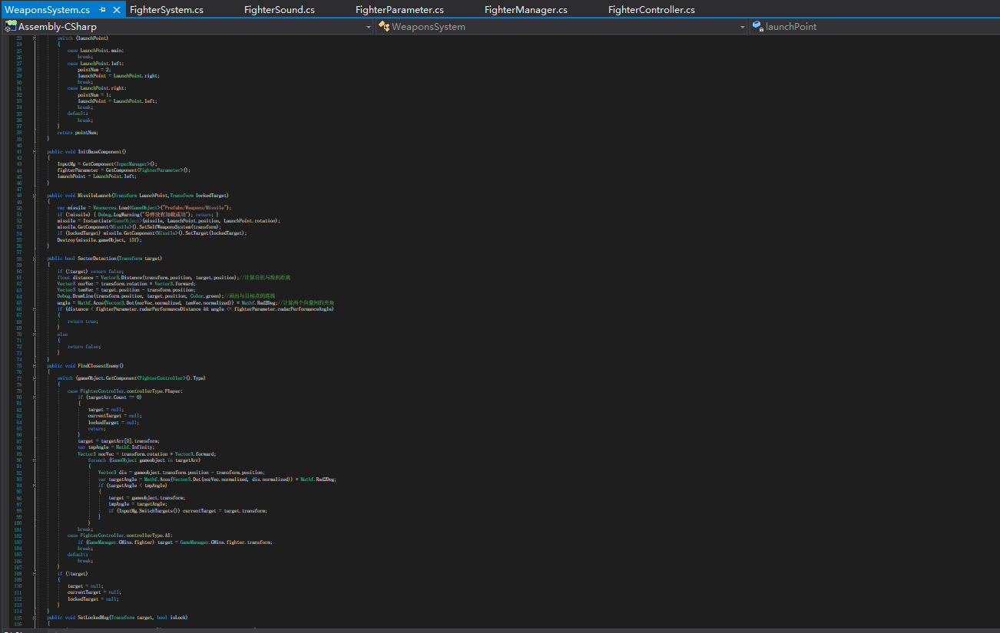 WeaponsSystem.cs FighterSystem.cs FighterSound.cs FighterParameter.cs FighterManager.cs FighterController.cs
Assembly-CSharp WeaponsSystem launchPoint
23 switch (launchPoint)
24 {
25 case LaunchPoint.main:
26 break;
27 case LaunchPoint.left:
28 pointNum = 2;
29 launchPoint = LaunchPoint.right;
30 break;
31 case LaunchPoint.right:
32 pointNum = 1;
33 launchPoint = LaunchPoint.left;
34 break;
35 default:
36 break;
37 }
38 return pointNum;
39 }
40
41 public void InitBaseComponent()
42 {
43 InputMg = GetComponent<InputManager>();
44 fighterParameter = GetComponent<FighterParameter>();
45 launchPoint = LaunchPoint.left;
46 }
47
48 public void MissileLaunch(Transform LaunchPoint,Transform lockedTarget)
49 {
50 var missile = Resources.Load<GameObject>("Prefabs/Weapons/Missile");
51 if (!missile) { Debug.LogWarning("导弹没有加载成功"); return; }
52 missile = Instantiate<GameObject>(missile, LaunchPoint.position, LaunchPoint.rotation);
53 missile.GetComponent<Missile>().SetSelfWeaponsSystem(transform);
54 if (lockedTarget) missile.GetComponent<Missile>().SetTarget(lockedTarget);
55 Destroy(missile.gameObject, 15f);
56 }
57
58 public bool SectorDetection(Transform target)
59 {
60 if (!target) return false;
61 float distance = Vector3.Distance(transform.position, target.position);//计算自机与敌机距离
62 Vector3 norVec = transform.rotation * Vector3.forward;
63 Vector3 temVec = target.position - transform.position;
64 Debug.DrawLine(transform.position, target.position, Color.green);//画出与目标点的连线
65 angle = Mathf.Acos(Vector3.Dot(norVec.normalized, temVec.normalized)) * Mathf.Rad2Deg;//计算两个向量间的夹角
66 if (distance < fighterParameter.radarPerformanceDistance && angle <= fighterParameter.radarPerformanceAngle)
67 {
68 return true;
69 }
70 else
71 {
72 return false;
73 }
74 }
75 public void FindClosestEnemy()
76 {
77 switch (gameObject.GetComponent<FighterController>().Type)
78 {
79 case FighterController.controllerType.Player:
80 if (targetArr.Count == 0)
81 {
82 target = null;
83 currentTarget = null;
84 lockedTarget = null;
85 return;
86 }
87 target = targetArr[0].transform;
88 var tmpAngle = Mathf.Infinity;
89 Vector3 norVec = transform.rotation * Vector3.forward;
90 foreach (GameObject gameobject in targetArr)
91 {
92 Vector3 dis = gameobject.transform.position - transform.position;
93 var targetAngle = Mathf.Acos(Vector3.Dot(norVec.normalized, dis.normalized)) * Mathf.Rad2Deg;
94 if (targetAngle < tmpAngle)
95 {
96 target = gameobject.transform;
97 tmpAngle = targetAngle;
98 if (InputMg.SwitchTargets()) currentTarget = target.transform;
99 }
100 }
101 break;
102 case FighterController.controllerType.AI:
103 if (GameManager.GMins.fighter) target = GameManager.GMins.fighter.transform;
104 break;
105 default:
106 break;
107 }
108 if (!target)
109 {
110 target = null;
111 currentTarget = null;
112 lockedTarget = null;
113 }
114 }
115 public void SetLockedMsg(Transform target, bool isLock)
116 {